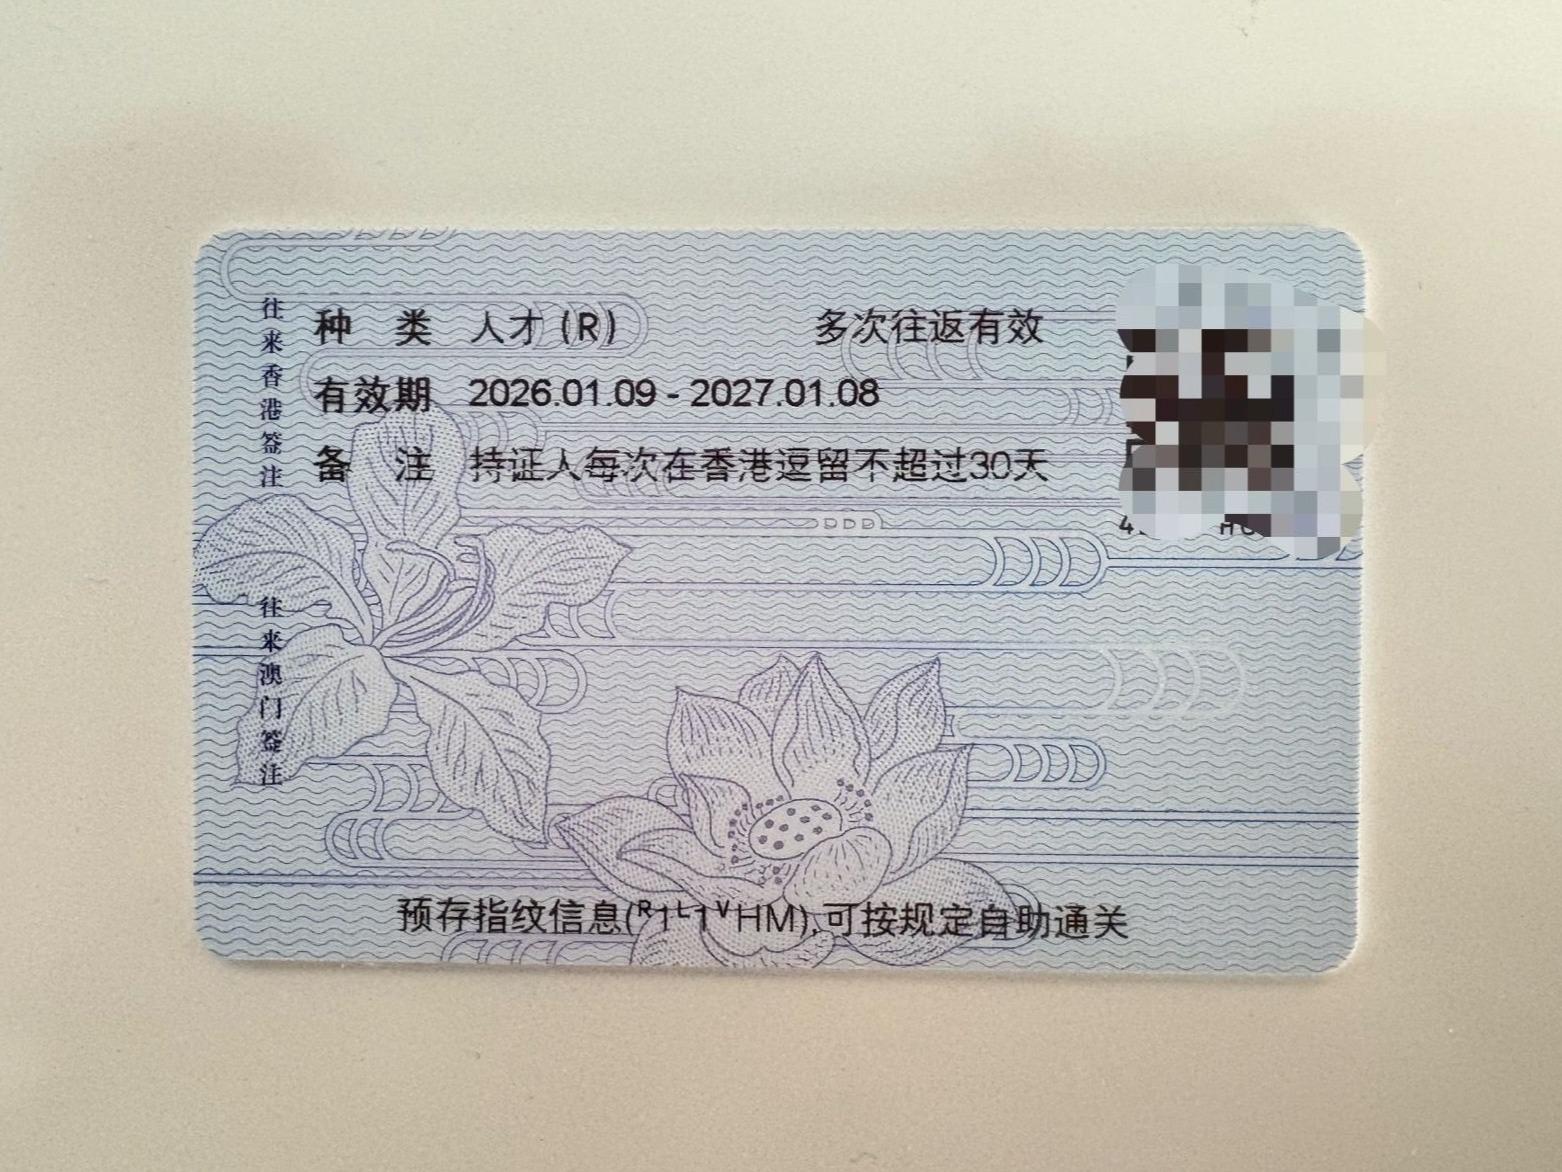 往来香港签注
种 类 人才 (R) 多次往返有效
有效期 2026.01.09 - 2027.01.08
备 注 持证人每次在香港逗留不超过30天
往来澳门签注
预存指纹信息(ᴿ1ᴸ1ⱽHM),可按规定自助通关